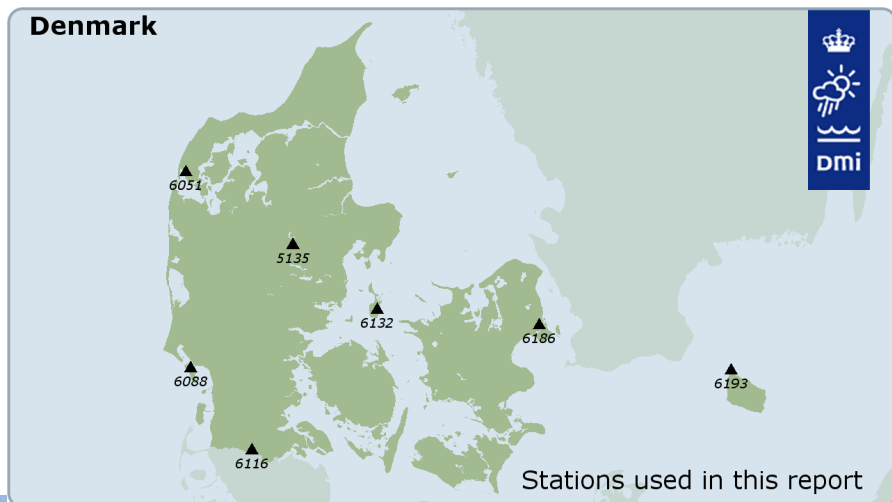 Denmark
DMi
6051
5135
6132
6186
6088
6193
6116
Stations used in this report